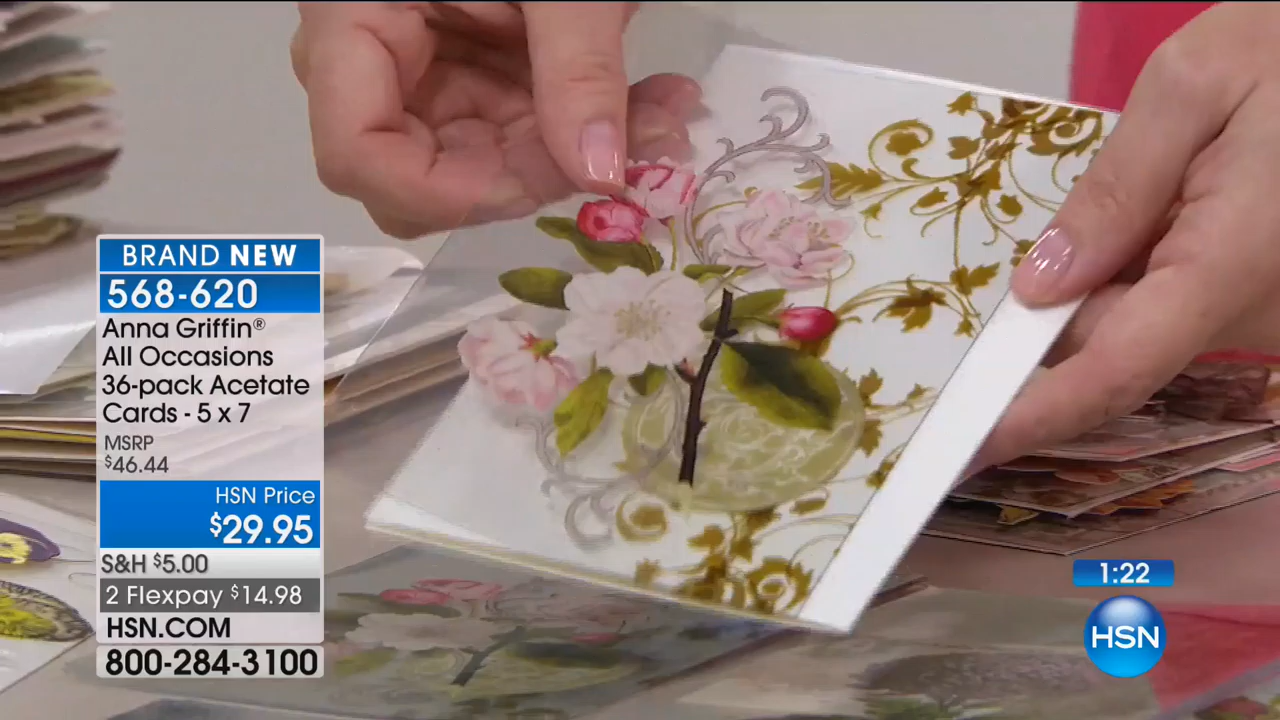 BRAND NEW
568-620
Anna Griffin®
All Occasions
36-pack Acetate
Cards - 5 x 7
MSRP
$46.44
HSN Price
$29.95
S&H $5.00
2 Flexpay $14.98
HSN.COM
800-284-3100
1:22
HSN